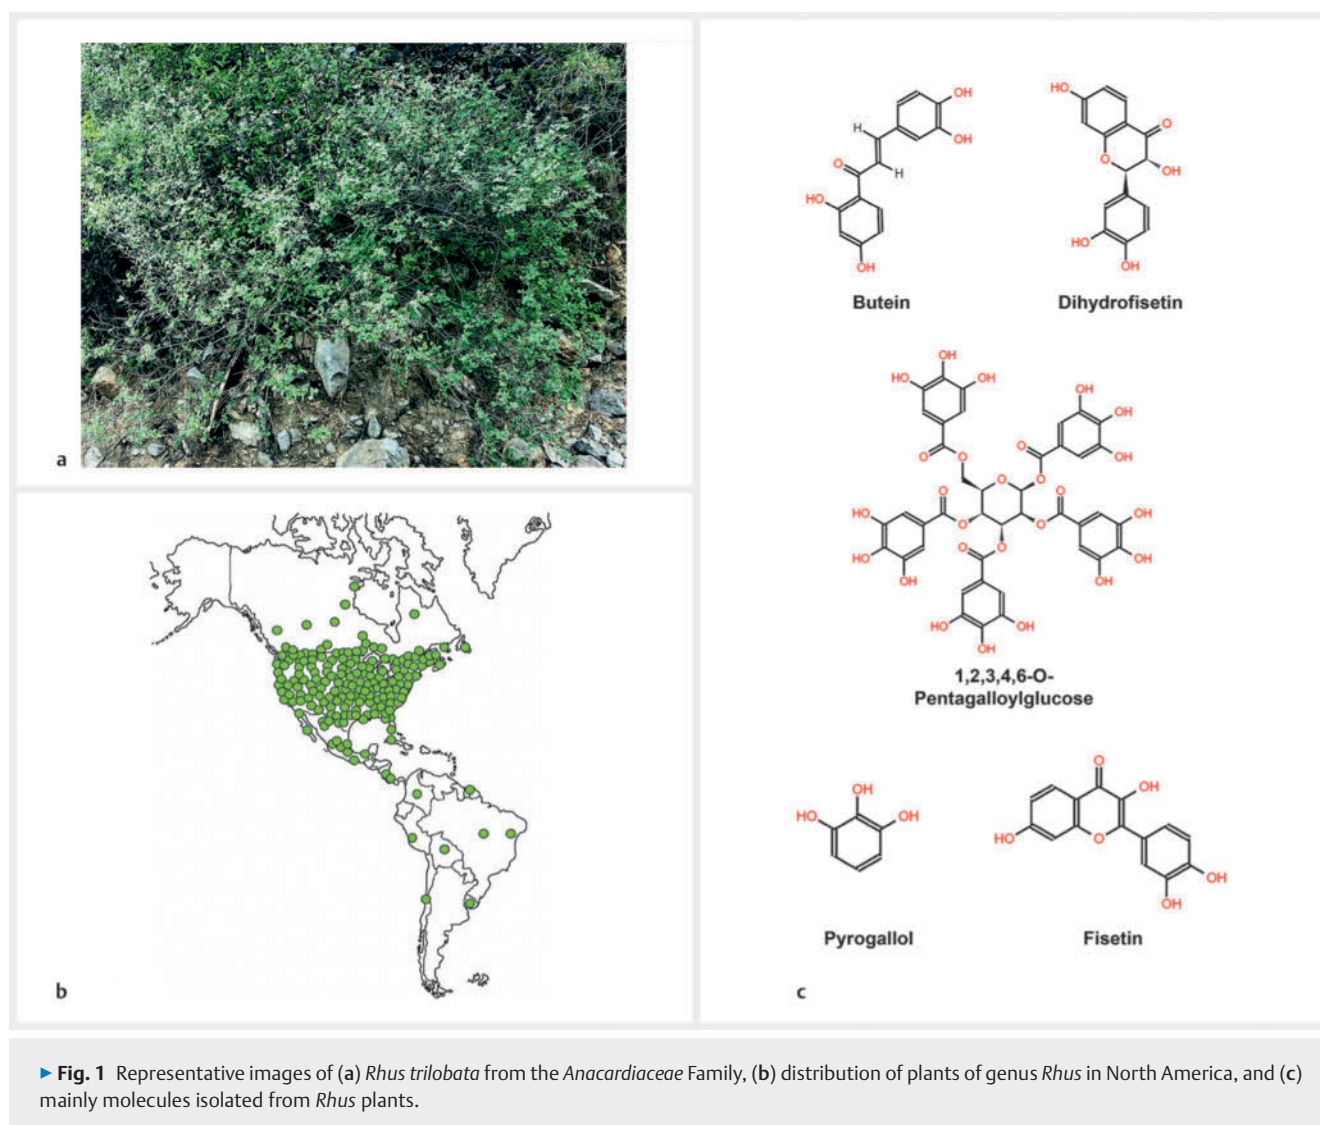 a
b
HO
OH
OH
H
O
H
HO
OH
Butein
HO
O
O
OH
HO
OH
Dihydrofisetin
OH
HO
OH
O
O
OH
OH
OH
O
O
O
HO
HO
OH
O
O
O
O
O
OH
OH
OH
O
O
HO
OH
OH
1,2,3,4,6-O-
Pentagalloylglucose
OH
HO
OH
Pyrogallol
O
OH
HO
O
OH
OH
Fisetin
c
▶ Fig. 1 Representative images of (a) Rhus trilobata from the Anacardiaceae Family, (b) distribution of plants of genus Rhus in North America, and (c)
mainly molecules isolated from Rhus plants.